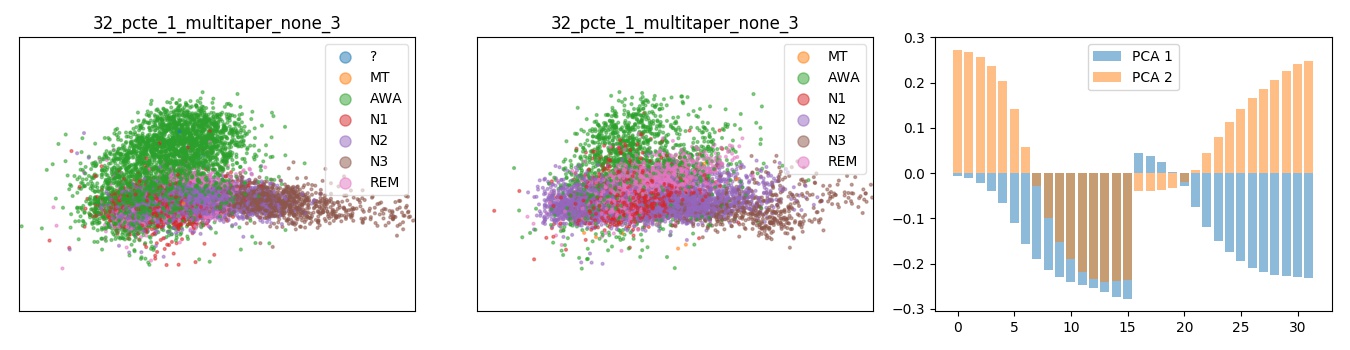 32_pcte_1_multitaper_none_3
?
MT
AWA
N1
N2
N3
REM
32_pcte_1_multitaper_none_3
MT
AWA
N1
N2
N3
REM
PCA 1
PCA 2
0.3
0.2
0.1
0.0
−0.1
−0.2
−0.3
0 5 10 15 20 25 30